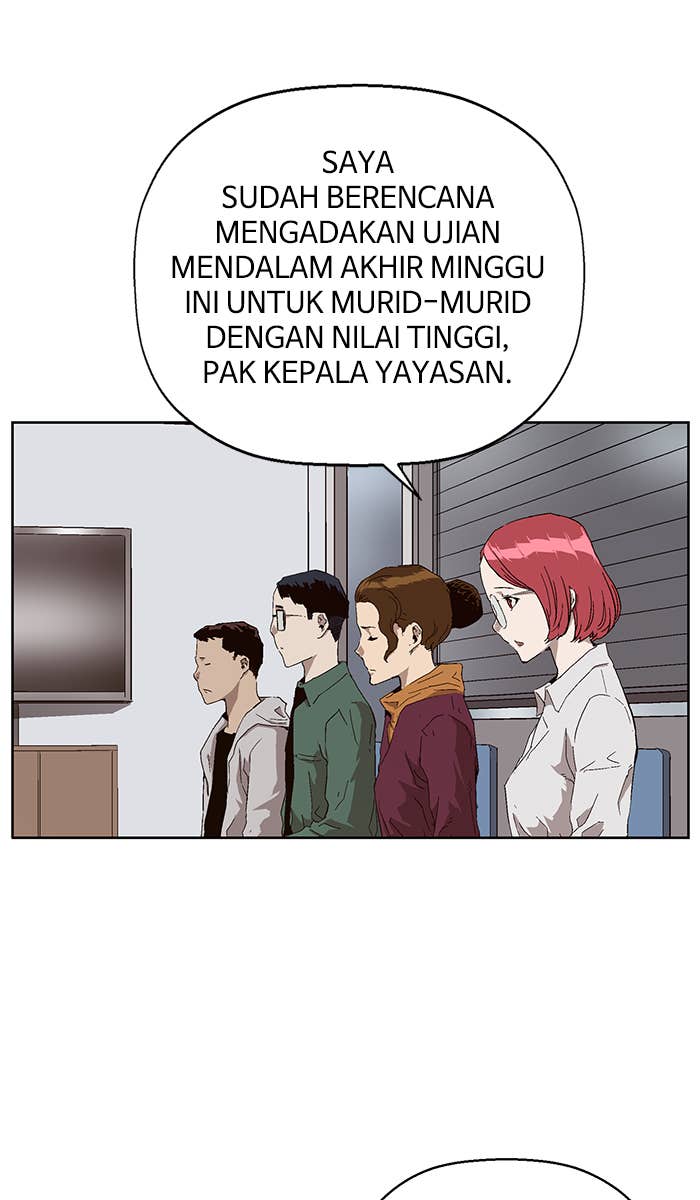 SAYA
SUDAH BERENCANA
MENGADAKAN UJIAN
MENDALAM AKHIR MINGGU
INI UNTUK MURID-MURID
DENGAN NILAI TINGGI,
PAK KEPALA YAYASAN.